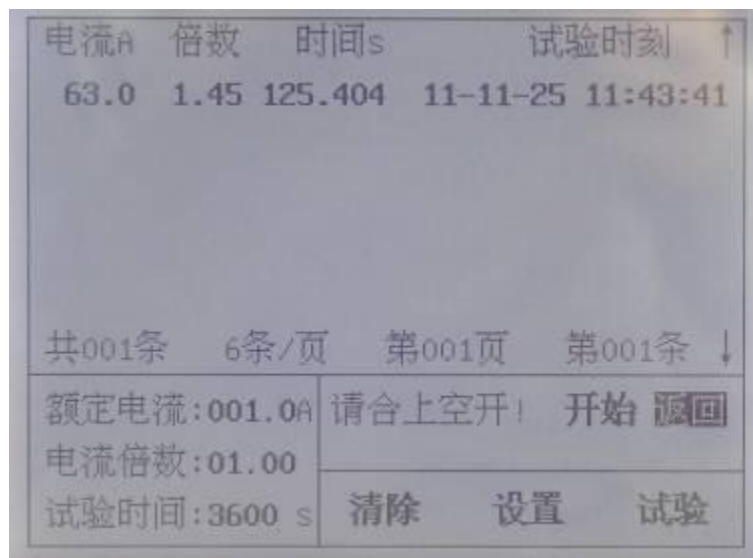 电流A 倍数 时间s 试验时刻 ↑
63.0 1.45 125.404 11-11-25 11:43:41
共001条 6条/页 第001页 第001条 ↓
额定电流:001.0A
电流倍数:01.00
试验时间:3600 s
请合上空开! 开始 返回
清除 设置 试验